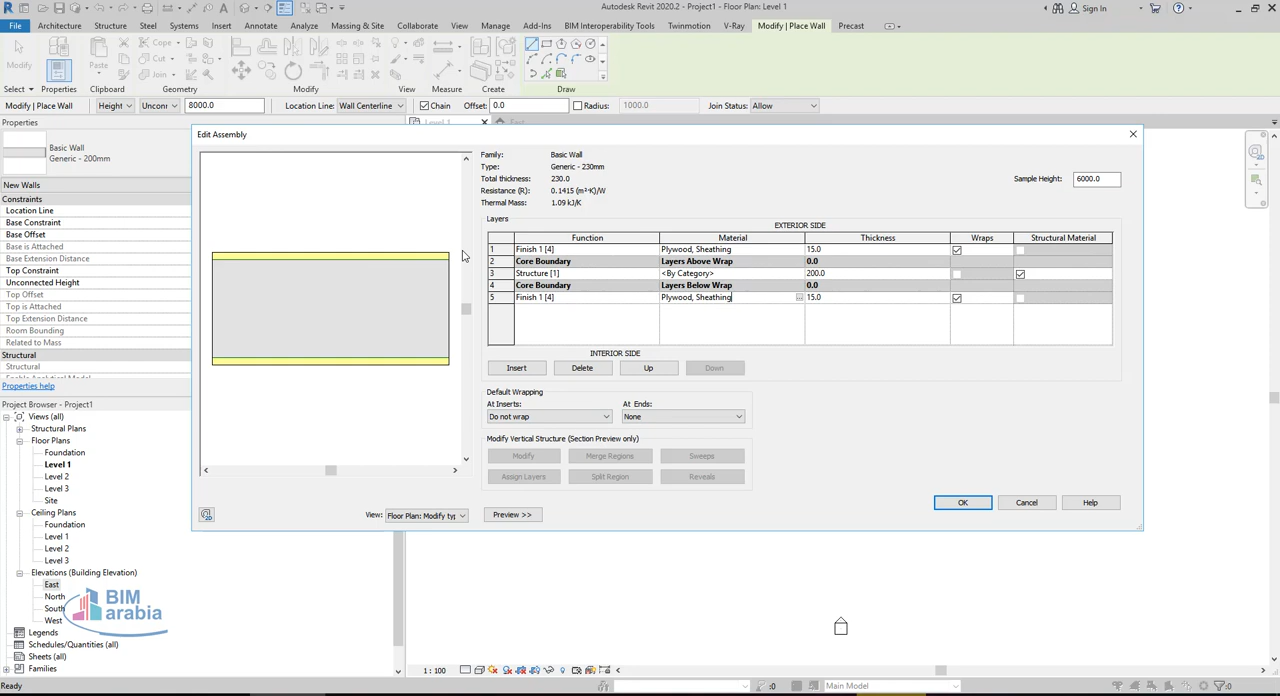 Autodesk Revit 2020.2 - Project1 - Floor Plan: Level 1
Sign In
File Architecture Structure Steel Systems Insert Annotate Analyze Massing & Site Collaborate View Manage Add-Ins BIM Interoperability Tools Twinmotion V-Ray Modify | Place Wall Precast
Modify Paste Cope Cut Join
Select Properties Clipboard Geometry Modify View Measure Create Draw
Modify | Place Wall Height Unconr 8000.0 Location Line: Wall Centerline Chain Offset: 0.0 Radius: 1000.0 Join Status: Allow
Properties
Level 1 East
Basic Wall
Generic - 200mm
New Walls
Constraints
Location Line
Base Constraint
Base Offset
Base is Attached
Base Extension Distance
Top Constraint
Unconnected Height
Top Offset
Top is Attached
Top Extension Distance
Room Bounding
Related to Mass
Structural
Structural
Enable Analytical Model
Properties help
Edit Assembly
Family: Basic Wall
Type: Generic - 230mm
Total thickness: 230.0
Resistance (R): 0.1415 (m²·K)/W
Thermal Mass: 1.09 kJ/K
Sample Height: 6000.0
Layers
EXTERIOR SIDE
Function Material Thickness Wraps Structural Material
1 Finish 1 [4] Plywood, Sheathing 15.0
2 Core Boundary Layers Above Wrap 0.0
3 Structure [1] <By Category> 200.0
4 Core Boundary Layers Below Wrap 0.0
5 Finish 1 [4] Plywood, Sheathing 15.0
INTERIOR SIDE
Insert Delete Up Down
Default Wrapping
At Inserts: At Ends:
Do not wrap None
Modify Vertical Structure (Section Preview only)
Modify Merge Regions Sweeps
Assign Layers Split Region Reveals
OK Cancel Help
View: Floor Plan: Modify typ Preview >>
Project Browser - Project1
Views (all)
Structural Plans
Floor Plans
Foundation
Level 1
Level 2
Level 3
Site
Ceiling Plans
Foundation
Level 1
Level 2
Level 3
Elevations (Building Elevation)
East
North
South
West
Legends
Schedules/Quantities (all)
Sheets (all)
Families
BIM
arabia
1 : 100
Ready :0 Main Model :0